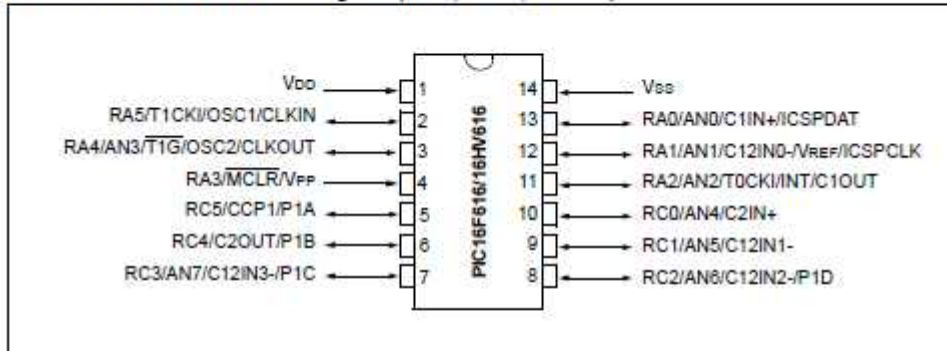 VDD
1
14
VSS
RA5/T1CKI/OSC1/CLKIN
2
13
RA0/AN0/C1IN+/ICSPDAT
RA4/AN3/T1G/OSC2/CLKOUT
3
12
RA1/AN1/C12IN0-/VREF/ICSPCLK
RA3/MCLR/VPP
4
11
RA2/AN2/T0CKI/INT/C1OUT
RC5/CCP1/P1A
5
10
RC0/AN4/C2IN+
RC4/C2OUT/P1B
6
9
RC1/AN5/C12IN1-
RC3/AN7/C12IN3-/P1C
7
8
RC2/AN6/C12IN2-/P1D
PIC16F616/16HV616